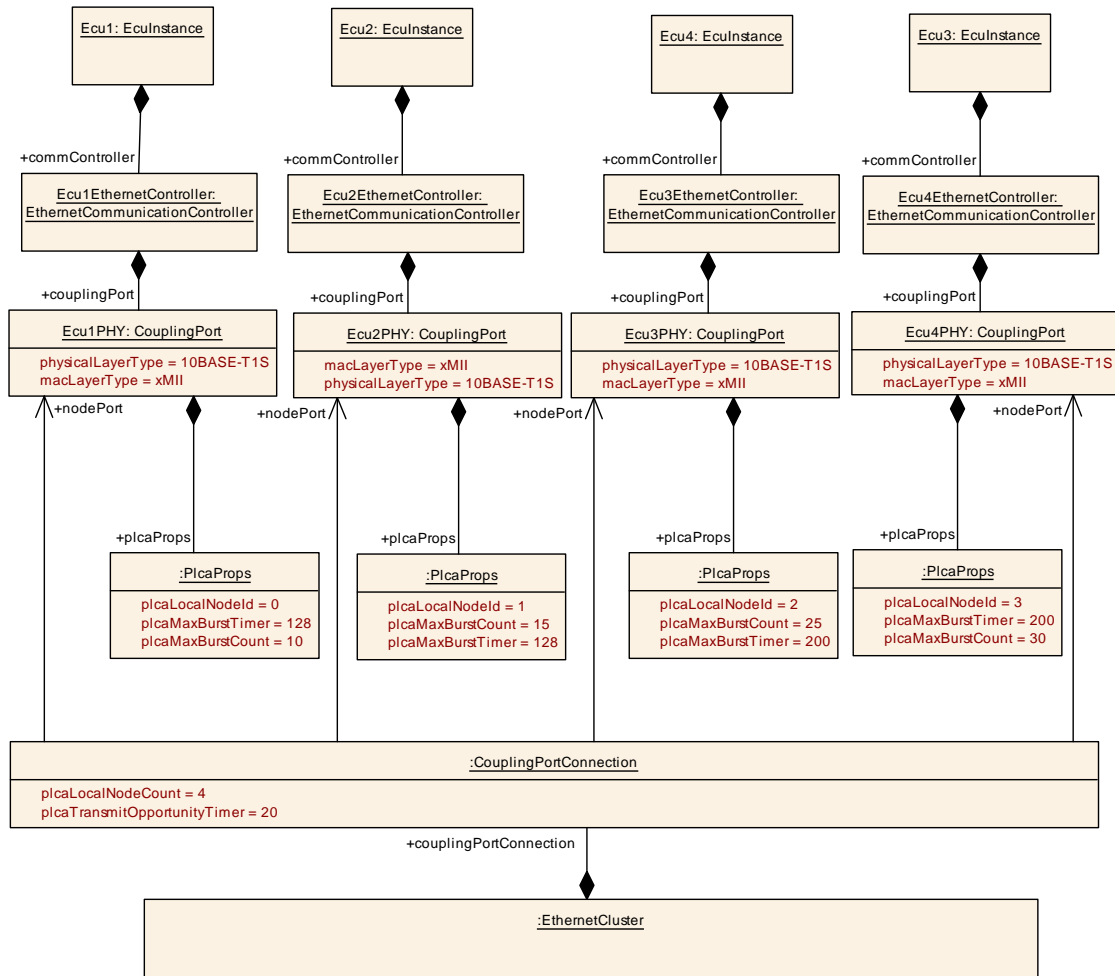 Ecu1: EcuInstance
Ecu2: EcuInstance
Ecu4: EcuInstance
Ecu3: EcuInstance
+commController
+commController
+commController
+commController
Ecu1EthernetController:
EthernetCommunicationController
Ecu2EthernetController:
EthernetCommunicationController
Ecu3EthernetController:
EthernetCommunicationController
Ecu4EthernetController:
EthernetCommunicationController
+couplingPort
+couplingPort
+couplingPort
+couplingPort
Ecu1PHY: CouplingPort
physicalLayerType = 10BASE-T1S
macLayerType = xMII
Ecu2PHY: CouplingPort
macLayerType = xMII
physicalLayerType = 10BASE-T1S
Ecu3PHY: CouplingPort
physicalLayerType = 10BASE-T1S
macLayerType = xMII
Ecu4PHY: CouplingPort
physicalLayerType = 10BASE-T1S
macLayerType = xMII
+nodePort
+nodePort
+nodePort
+nodePort
+plcaProps
+plcaProps
+plcaProps
+plcaProps
:PlcaProps
plcaLocalNodeId = 0
plcaMaxBurstTimer = 128
plcaMaxBurstCount = 10
:PlcaProps
plcaLocalNodeId = 1
plcaMaxBurstCount = 15
plcaMaxBurstTimer = 128
:PlcaProps
plcaLocalNodeId = 2
plcaMaxBurstCount = 25
plcaMaxBurstTimer = 200
:PlcaProps
plcaLocalNodeId = 3
plcaMaxBurstTimer = 200
plcaMaxBurstCount = 30
:CouplingPortConnection
plcaLocalNodeCount = 4
plcaTransmitOpportunityTimer = 20
+couplingPortConnection
:EthernetCluster